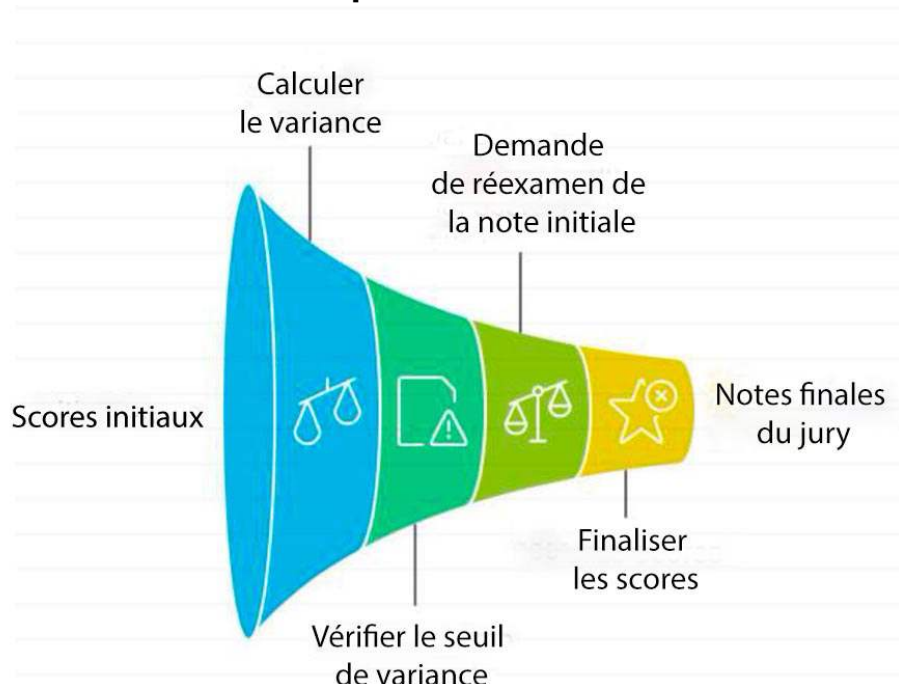 Calculer
le variance
Demande
de réexamen de
la note initiale
Scores initiaux
Notes finales
du jury
Finaliser
les scores
Vérifier le seuil
de variance